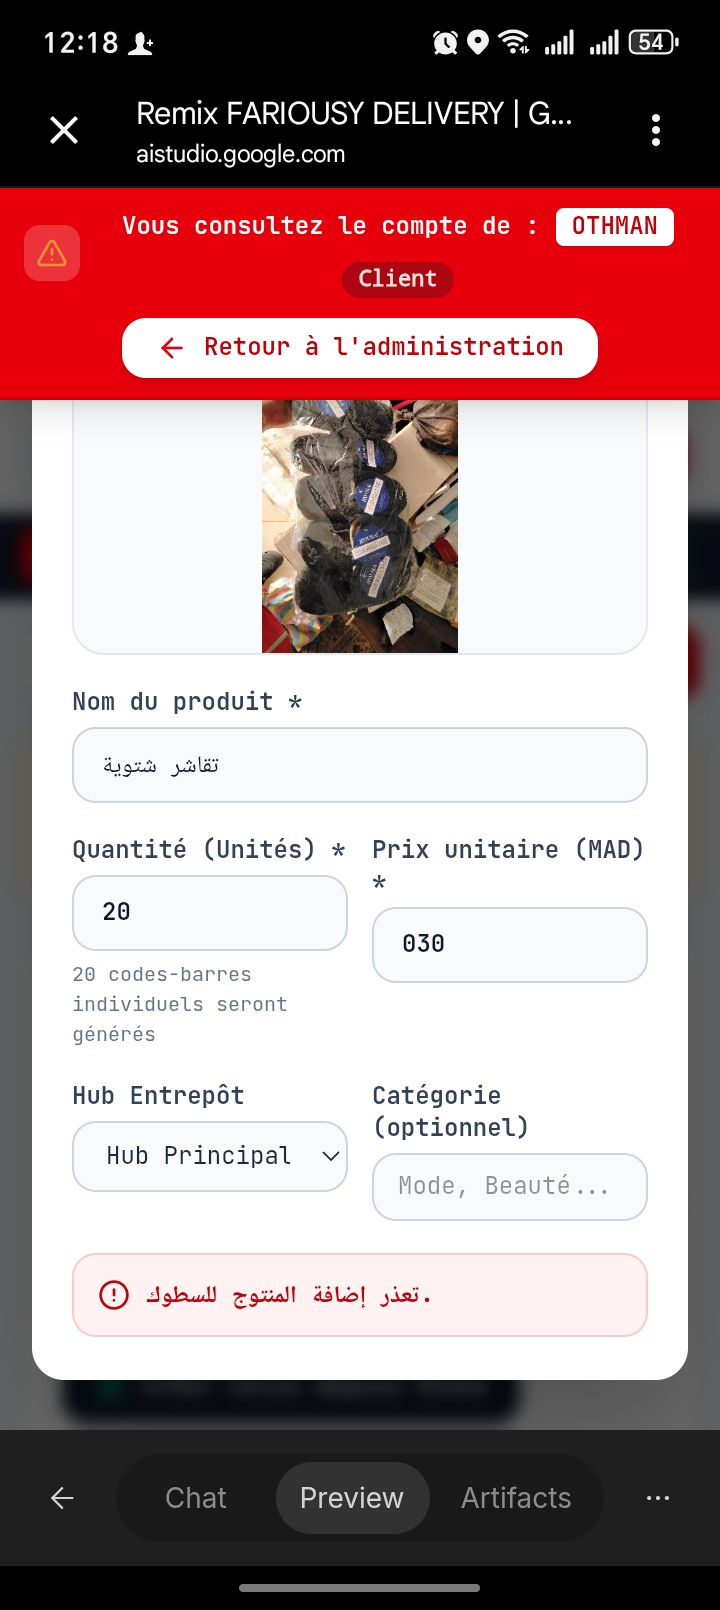 12:18
54
Remix FARIOUSY DELIVERY | G...
aistudio.google.com
Vous consultez le compte de : OTHMAN
Client
← Retour à l'administration
Nom du produit *
تقاشر شتوية
Quantité (Unités) *
20
20 codes-barres
individuels seront
générés
Prix unitaire (MAD)
*
030
Hub Entrepôt
Hub Principal
Catégorie
(optionnel)
Mode, Beauté...
تعذر إضافة المنتوج للسطوك.
Chat
Preview
Artifacts